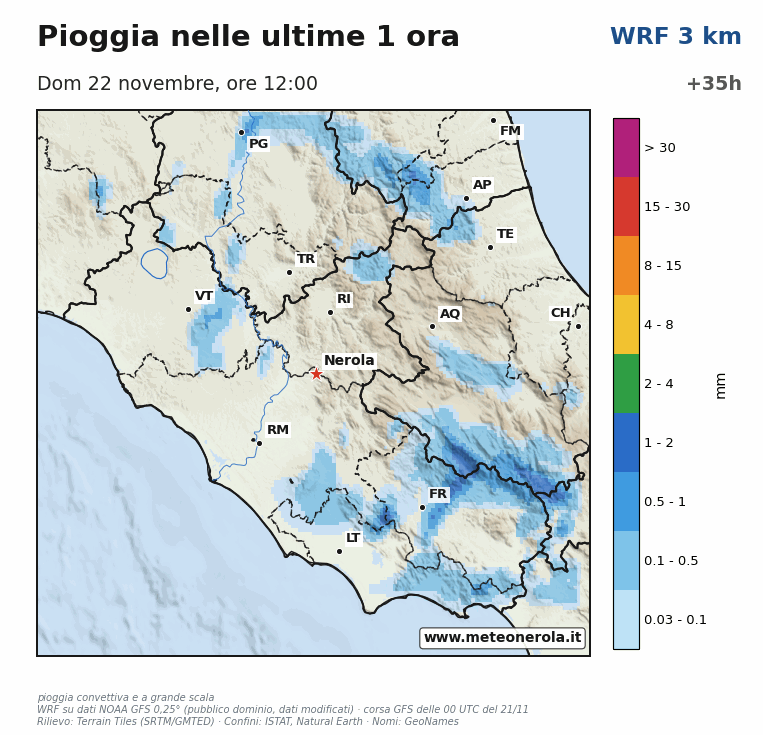 Pioggia nelle ultime 1 ora
WRF 3 km
Dom 22 novembre, ore 12:00
+35h
FM
PG
AP
TE
TR
VT
RI
AQ
CH
Nerola
RM
FR
LT
www.meteonerola.it
> 30
15 - 30
8 - 15
4 - 8
2 - 4
1 - 2
0.5 - 1
0.1 - 0.5
0.03 - 0.1
mm
pioggia convettiva e a grande scala
WRF su dati NOAA GFS 0,25° (pubblico dominio, dati modificati) · corsa GFS delle 00 UTC del 21/11
Rilievo: Terrain Tiles (SRTM/GMTED) · Confini: ISTAT, Natural Earth · Nomi: GeoNames